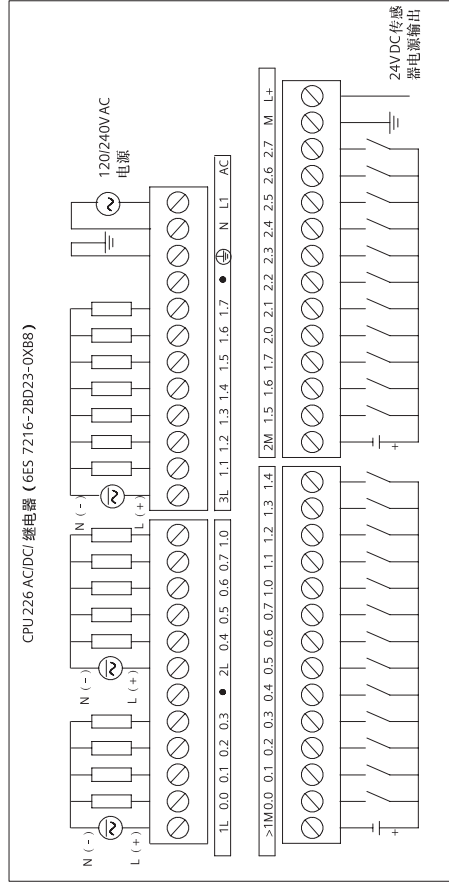 CPU 226 AC/DC/ 继电器 ( 6ES 7216-2BD23-0XB8 )
N (-)
L (+)
N (-)
L (+)
N (-)
L (+)
120/240V AC
电源
1L 0.0 0.1 0.2 0.3 • 2L 0.4 0.5 0.6 0.7 1.0
3L 1.1 1.2 1.3 1.4 1.5 1.6 1.7 • ⏚ N L1 AC
>1M 0.0 0.1 0.2 0.3 0.4 0.5 0.6 0.7 1.0 1.1 1.2 1.3 1.4
2M 1.5 1.6 1.7 2.0 2.1 2.2 2.3 2.4 2.5 2.6 2.7 M L+
+
+
24V DC 传感
器电源输出